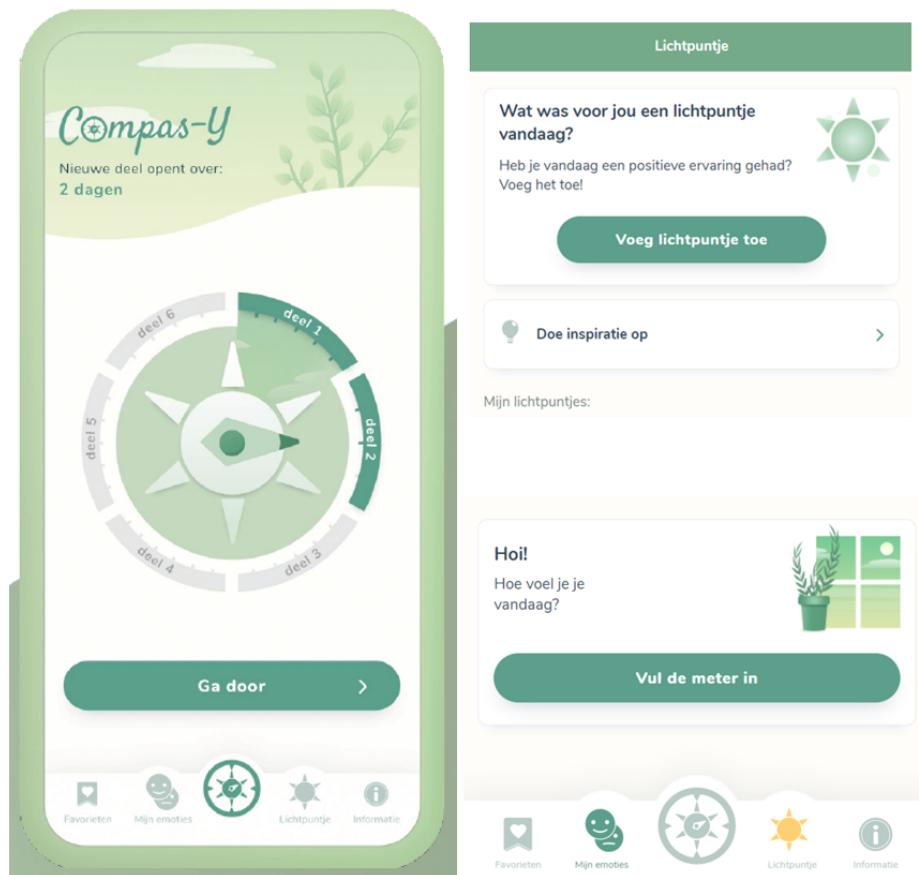 Compas-Y
Nieuwe deel opent over:
2 dagen
deel 1
deel 2
deel 3
deel 4
deel 5
deel 6
Ga door
Favorieten
Mijn emoties
Lichtpuntje
Informatie
Lichtpuntje
Wat was voor jou een lichtpuntje
vandaag?
Heb je vandaag een positieve ervaring gehad?
Voeg het toe!
Voeg lichtpuntje toe
Doe inspiratie op
Mijn lichtpuntjes:
Hoi!
Hoe voel je je
vandaag?
Vul de meter in
Favorieten
Mijn emoties
Lichtpuntje
Informatie